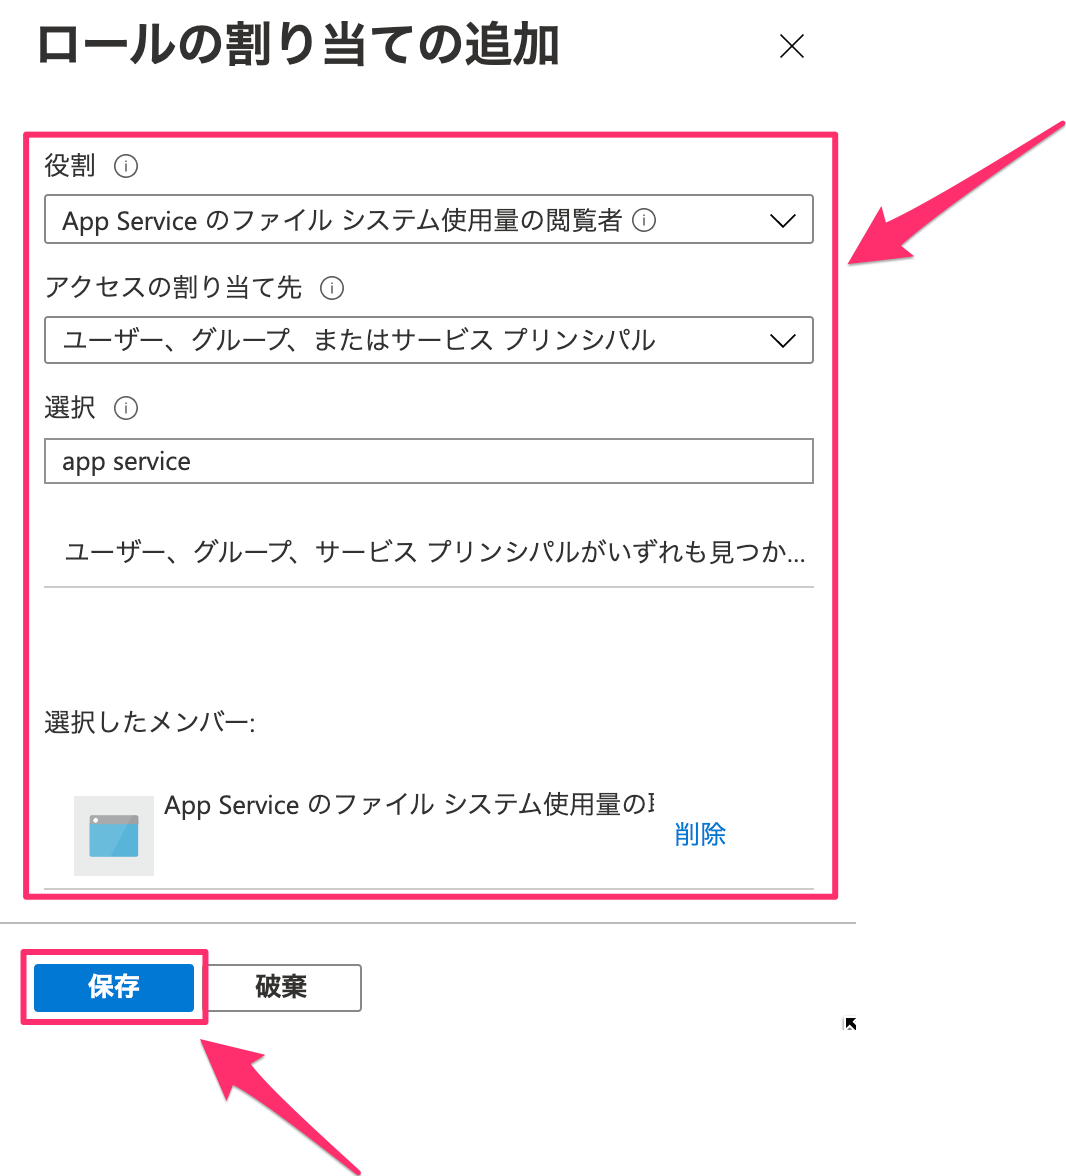 ロールの割り当ての追加
役割
App Service のファイル システム使用量の閲覧者
アクセスの割り当て先
ユーザー、グループ、またはサービス プリンシパル
選択
app service
ユーザー、グループ、サービス プリンシパルがいずれも見つか...
選択したメンバー:
App Service のファイル システム使用量の
削除
保存
破棄